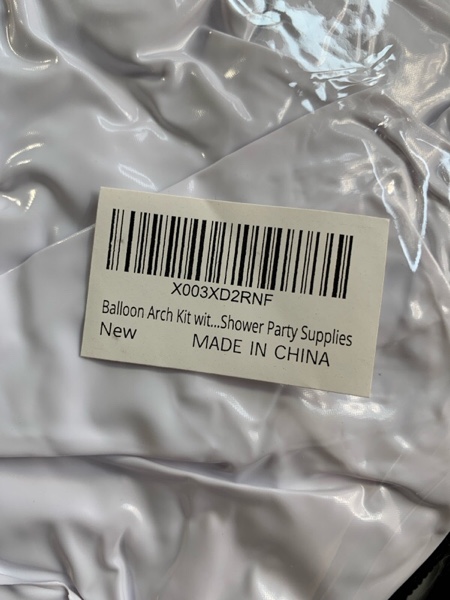 X003XD2RNF
Balloon Arch Kit wit...Shower Party Supplies
New
MADE IN CHINA